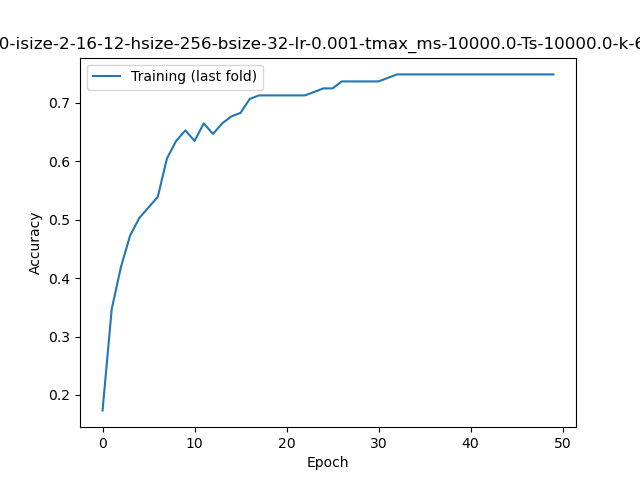 0-isize-2-16-12-hsize-256-bsize-32-lr-0.001-tmax_ms-10000.0-Ts-10000.0-k-6
Training (last fold)
Accuracy
0.7
0.6
0.5
0.4
0.3
0.2
0 10 20 30 40 50
Epoch